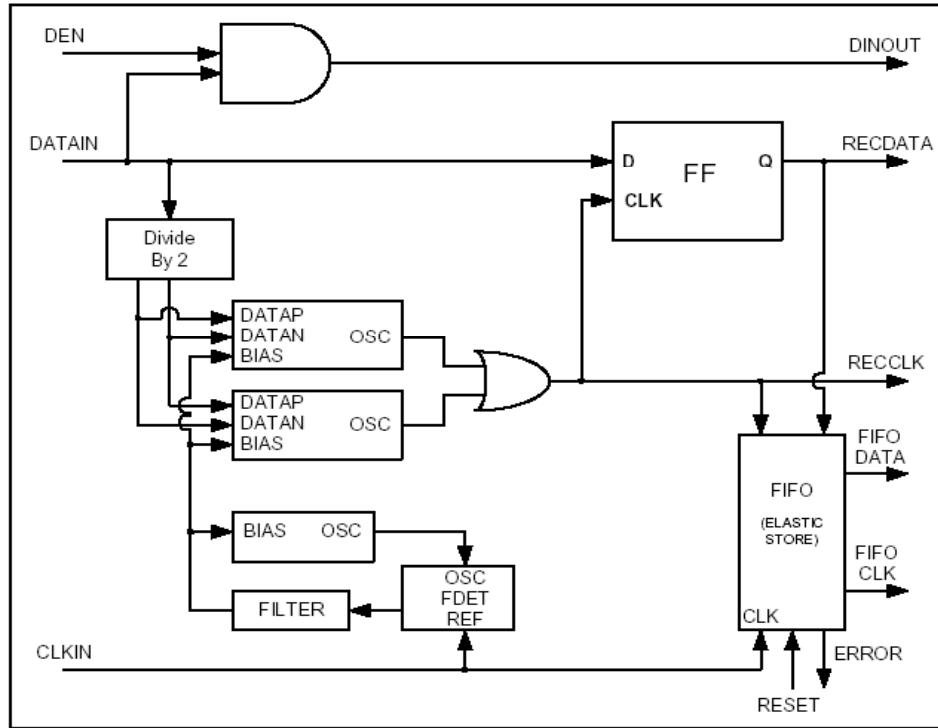 DEN
DINOUT
DATAIN
D
Q
FF
CLK
RECDATA
Divide
By 2
DATAP
DATAN
OSC
BIAS
RECCLK
DATAP
DATAN
OSC
BIAS
FIFO
DATA
FIFO
(ELASTIC
STORE)
BIAS
OSC
OSC
FDET
REF
FILTER
FIFO
CLK
CLK
CLKIN
ERROR
RESET